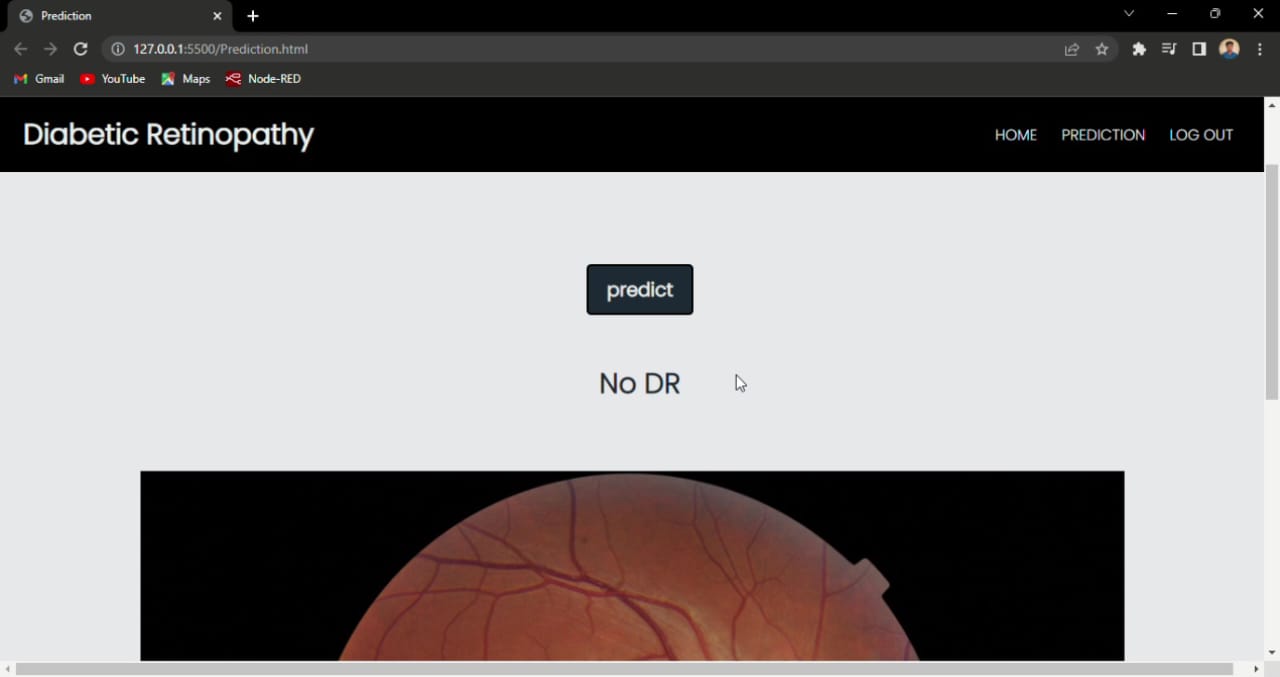 Prediction
127.0.0.1:5500/Prediction.html
Gmail YouTube Maps Node-RED
Diabetic Retinopathy
HOME PREDICTION LOG OUT
predict
No DR